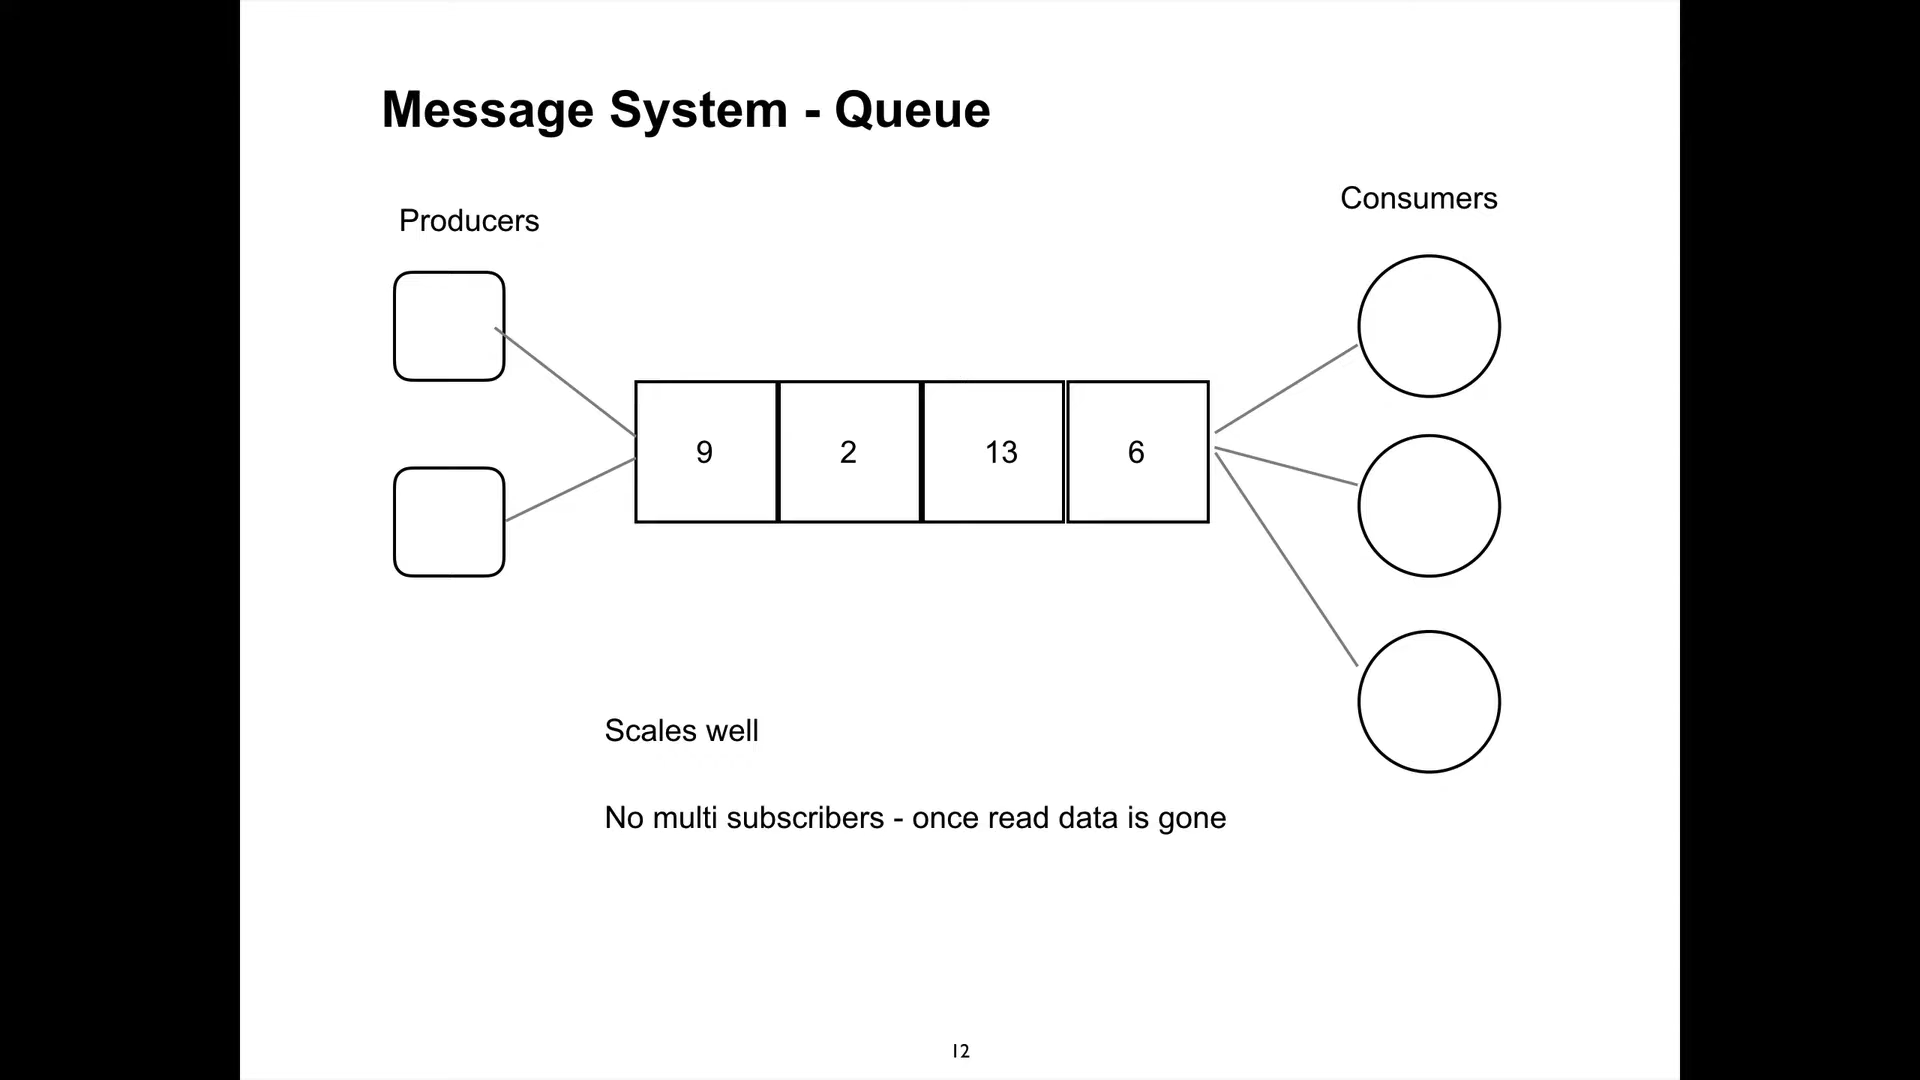 Message System - Queue
Producers
Consumers
9
2
13
6
Scales well
No multi subscribers - once read data is gone
12